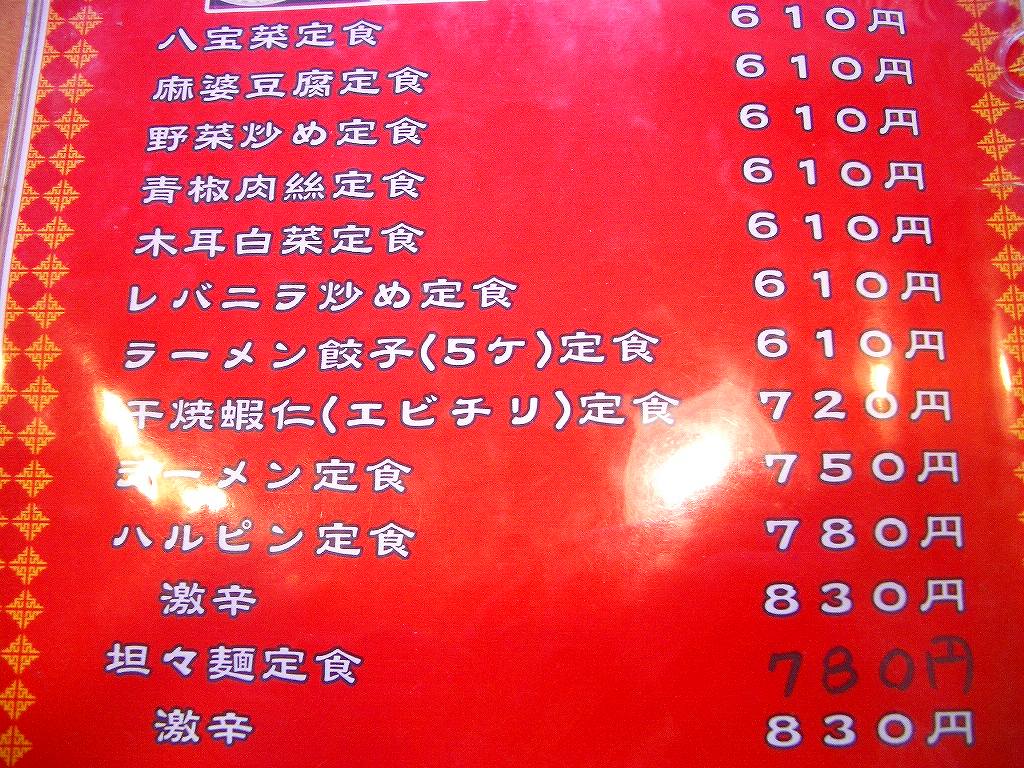 八宝菜定食 610円
麻婆豆腐定食 610円
野菜炒め定食 610円
青椒肉絲定食 610円
木耳白菜定食 610円
レバニラ炒め定食 610円
ラーメン餃子(5ケ)定食 610円
干焼蝦仁(エビチリ)定食 720円
ラーメン定食 750円
ハルピン定食 780円
激辛 830円
坦々麺定食 780円
激辛 830円